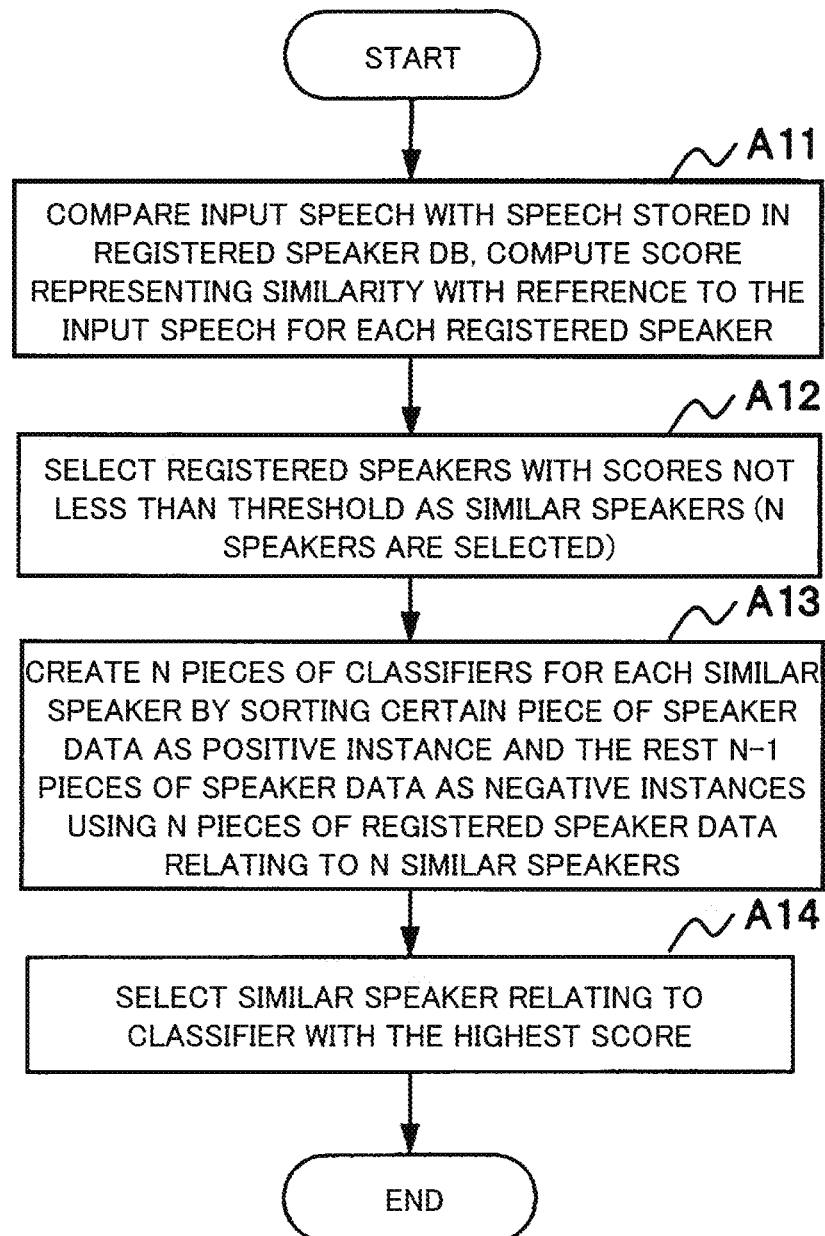 START
A11
COMPARE INPUT SPEECH WITH SPEECH STORED IN
REGISTERED SPEAKER DB, COMPUTE SCORE
REPRESENTING SIMILARITY WITH REFERENCE TO THE
INPUT SPEECH FOR EACH REGISTERED SPEAKER
A12
SELECT REGISTERED SPEAKERS WITH SCORES NOT
LESS THAN THRESHOLD AS SIMILAR SPEAKERS (N
SPEAKERS ARE SELECTED)
A13
CREATE N PIECES OF CLASSIFIERS FOR EACH SIMILAR
SPEAKER BY SORTING CERTAIN PIECE OF SPEAKER
DATA AS POSITIVE INSTANCE AND THE REST N-1
PIECES OF SPEAKER DATA AS NEGATIVE INSTANCES
USING N PIECES OF REGISTERED SPEAKER DATA
RELATING TO N SIMILAR SPEAKERS
A14
SELECT SIMILAR SPEAKER RELATING TO
CLASSIFIER WITH THE HIGHEST SCORE
END